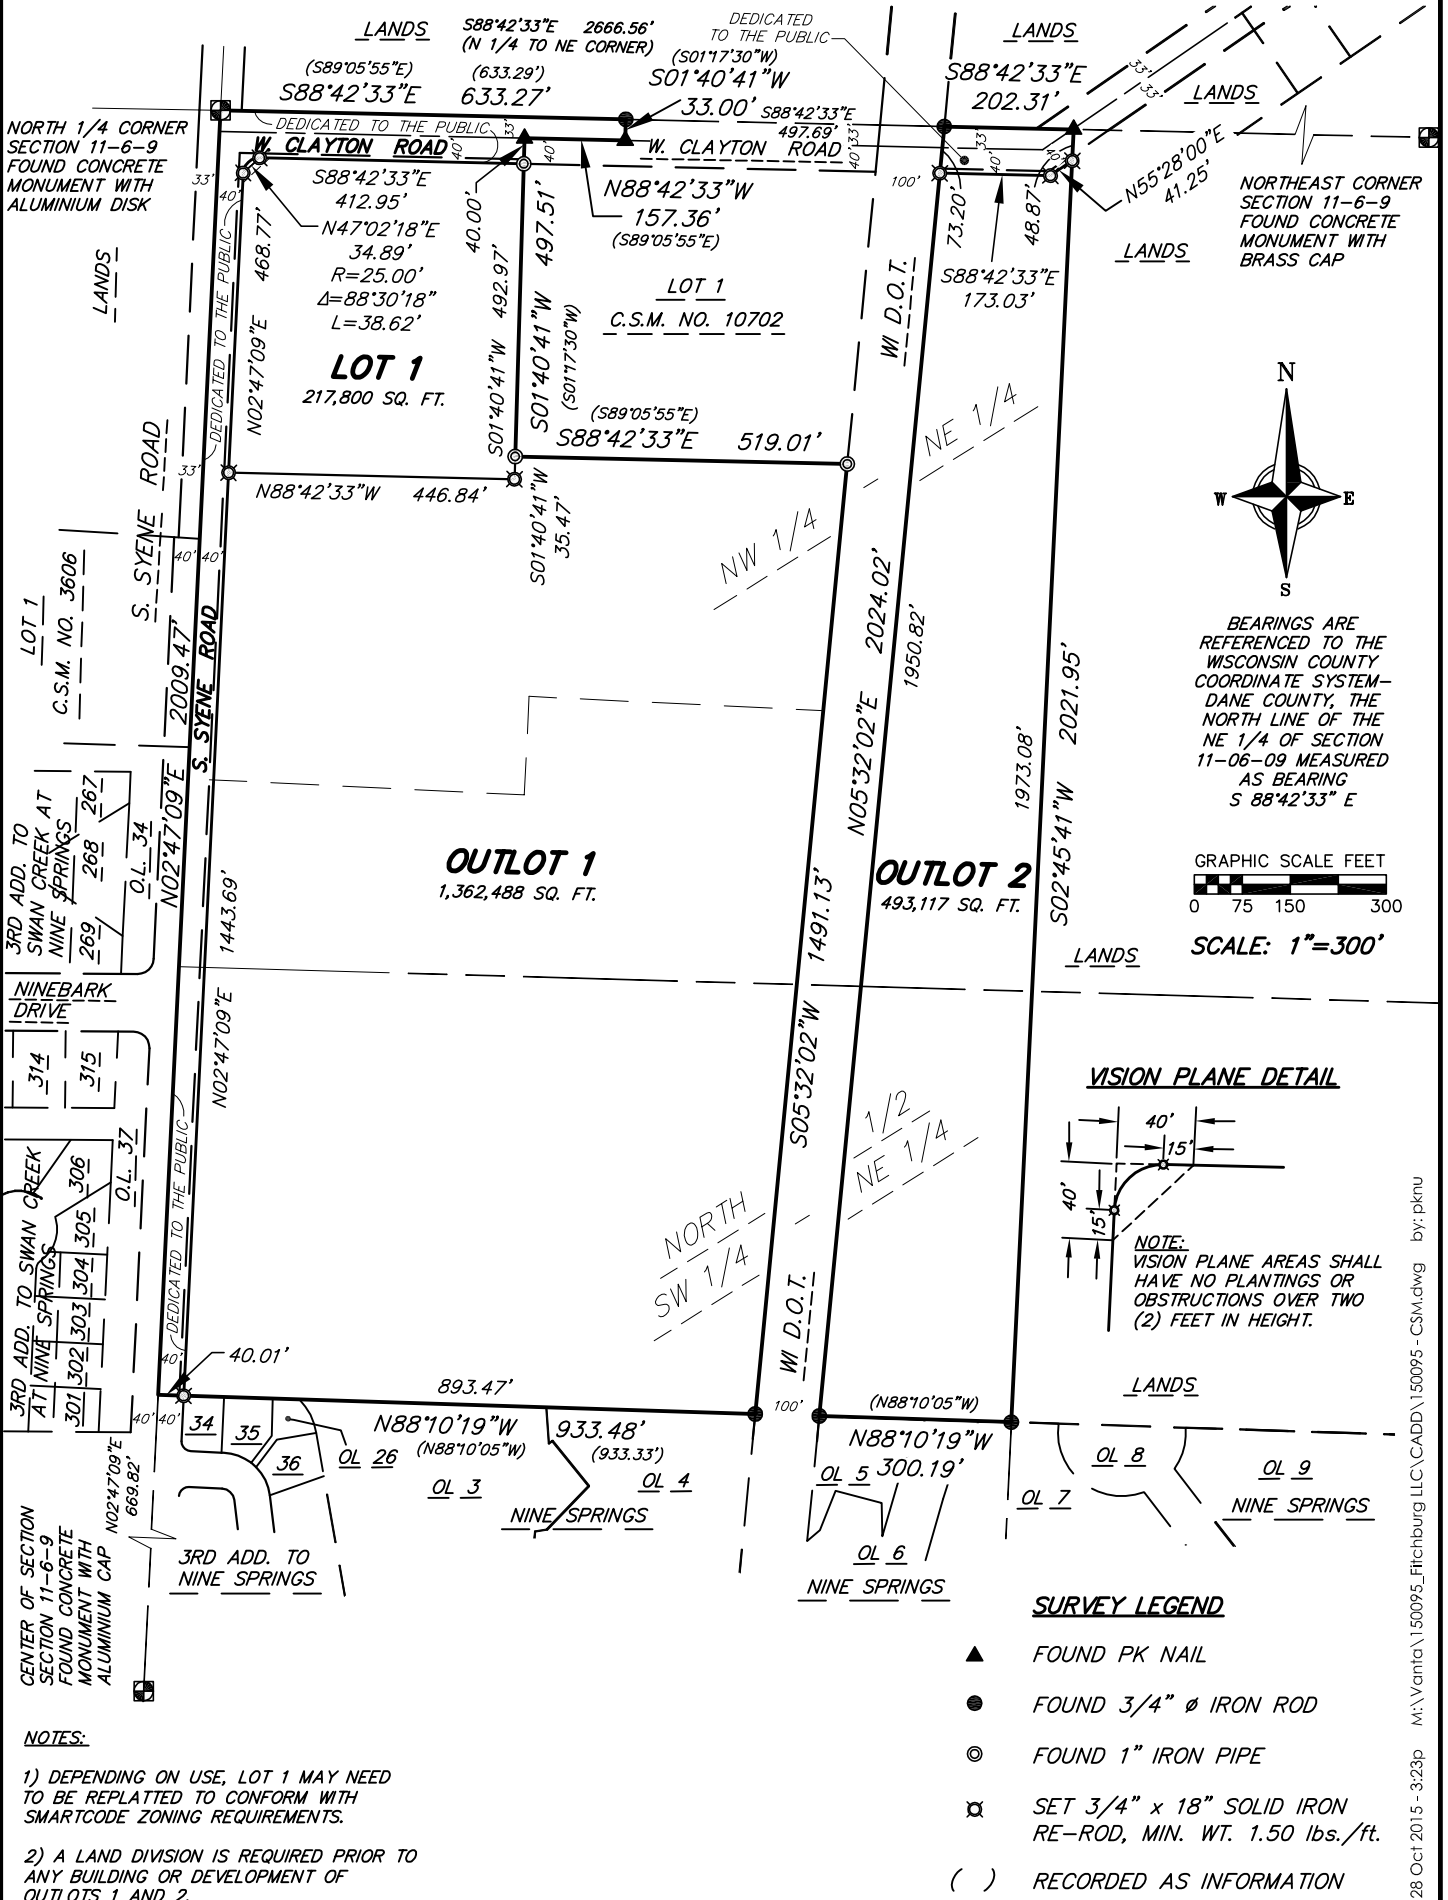 LANDS
S88°42'33"E 2666.56'
(N 1/4 TO NE CORNER)
DEDICATED
TO THE PUBLIC
LANDS
(S89°05'55"E)
S88°42'33"E
(633.29')
633.27'
(S01°17'30"W)
S01°40'41"W
33.00'
S88°42'33"E
497.69'
S88°42'33"E
202.31'
33'
33'
LANDS
NORTH 1/4 CORNER
SECTION 11-6-9
FOUND CONCRETE
MONUMENT WITH
ALUMINIUM DISK
DEDICATED TO THE PUBLIC
33'
40'
W. CLAYTON ROAD
40'
W. CLAYTON ROAD
33'
40'
33'
40'
40'
N55°28'00"E
41.25'
NORTHEAST CORNER
SECTION 11-6-9
FOUND CONCRETE
MONUMENT WITH
BRASS CAP
33'
40'
S88°42'33"E
412.95'
N47°02'18"E
34.89'
R=25.00'
Δ=88°30'18"
L=38.62'
40.00'
N88°42'33"W
157.36'
(S89°05'55"E)
100'
73.20'
48.87'
S88°42'33"E
173.03'
LANDS
LANDS
DEDICATED TO THE PUBLIC
N02°47'09"E 468.77'
S01°40'41"W 492.97'
S01°40'41"W 497.51'
(S01°17'30"W)
LOT 1
C.S.M. NO. 10702
WI D.O.T.
LOT 1
217,800 SQ. FT.
(S89°05'55"E)
S88°42'33"E 519.01'
NE 1/4
N
W
E
S
S. SYENE ROAD
33'
N88°42'33"W 446.84'
S01°40'41"W
35.47'
NW 1/4
40' 40'
LOT 1
C.S.M. NO. 3606
N02°47'09"E 2009.47'
S. SYENE ROAD
N05°32'02"E 2024.02'
1950.82'
1973.08'
S02°45'41"W 2021.95'
BEARINGS ARE
REFERENCED TO THE
WISCONSIN COUNTY
COORDINATE SYSTEM-
DANE COUNTY, THE
NORTH LINE OF THE
NE 1/4 OF SECTION
11-06-09 MEASURED
AS BEARING
S 88°42'33" E
3RD ADD. TO
SWAN CREEK AT
NINE SPRINGS
267
268
269
O.L. 34
OUTLOT 1
1,362,488 SQ. FT.
OUTLOT 2
493,117 SQ. FT.
GRAPHIC SCALE FEET
0 75 150 300
SCALE: 1"=300'
LANDS
N02°47'09"E 1443.69'
S05°32'02"W 1491.13'
NINEBARK
DRIVE
314
315
VISION PLANE DETAIL
40'
15'
40'
15'
NOTE:
VISION PLANE AREAS SHALL
HAVE NO PLANTINGS OR
OBSTRUCTIONS OVER TWO
(2) FEET IN HEIGHT.
1/2
NE 1/4
NORTH
SW 1/4
O.L. 37
3RD ADD. TO SWAN CREEK
AT NINE SPRINGS
306
305
304
303
302
301
DEDICATED TO THE PUBLIC
WI D.O.T.
40'
40.01'
893.47'
100'
(N88°10'05"W)
LANDS
40' 40'
34
35
36
OL 26
N88°10'19"W 933.48'
(N88°10'05"W) (933.33')
N88°10'19"W
300.19'
OL 3
OL 4
OL 5
OL 6
OL 7
OL 8
OL 9
NINE SPRINGS
NINE SPRINGS
NINE SPRINGS
N02°47'09"E
669.82'
3RD ADD. TO
NINE SPRINGS
CENTER OF SECTION
SECTION 11-6-9
FOUND CONCRETE
MONUMENT WITH
ALUMINIUM CAP
SURVEY LEGEND
FOUND PK NAIL
FOUND 3/4" ø IRON ROD
FOUND 1" IRON PIPE
SET 3/4" x 18" SOLID IRON
RE-ROD, MIN. WT. 1.50 lbs./ft.
( ) RECORDED AS INFORMATION
NOTES:
1) DEPENDING ON USE, LOT 1 MAY NEED
TO BE REPLATTED TO CONFORM WITH
SMARTCODE ZONING REQUIREMENTS.
2) A LAND DIVISION IS REQUIRED PRIOR TO
ANY BUILDING OR DEVELOPMENT OF
OUTLOTS 1 AND 2.
28 Oct 2015 - 3:23p M:\Vanta\150095_Fitchburg LLC\CADD\150095 - CSM.dwg by: pknu